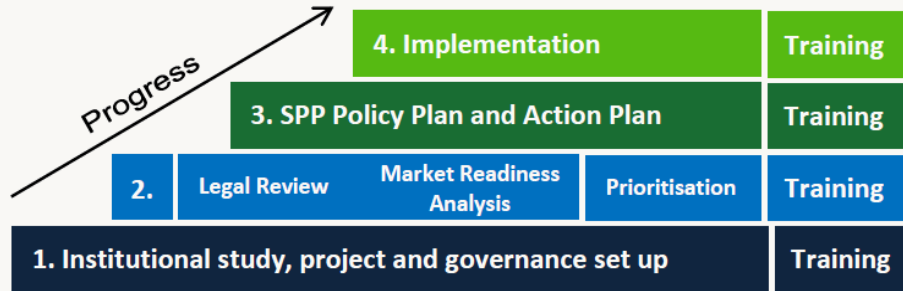 Progress
4. Implementation
Training
3. SPP Policy Plan and Action Plan
Training
2.
Legal Review
Market Readiness
Analysis
Prioritisation
Training
1. Institutional study, project and governance set up
Training